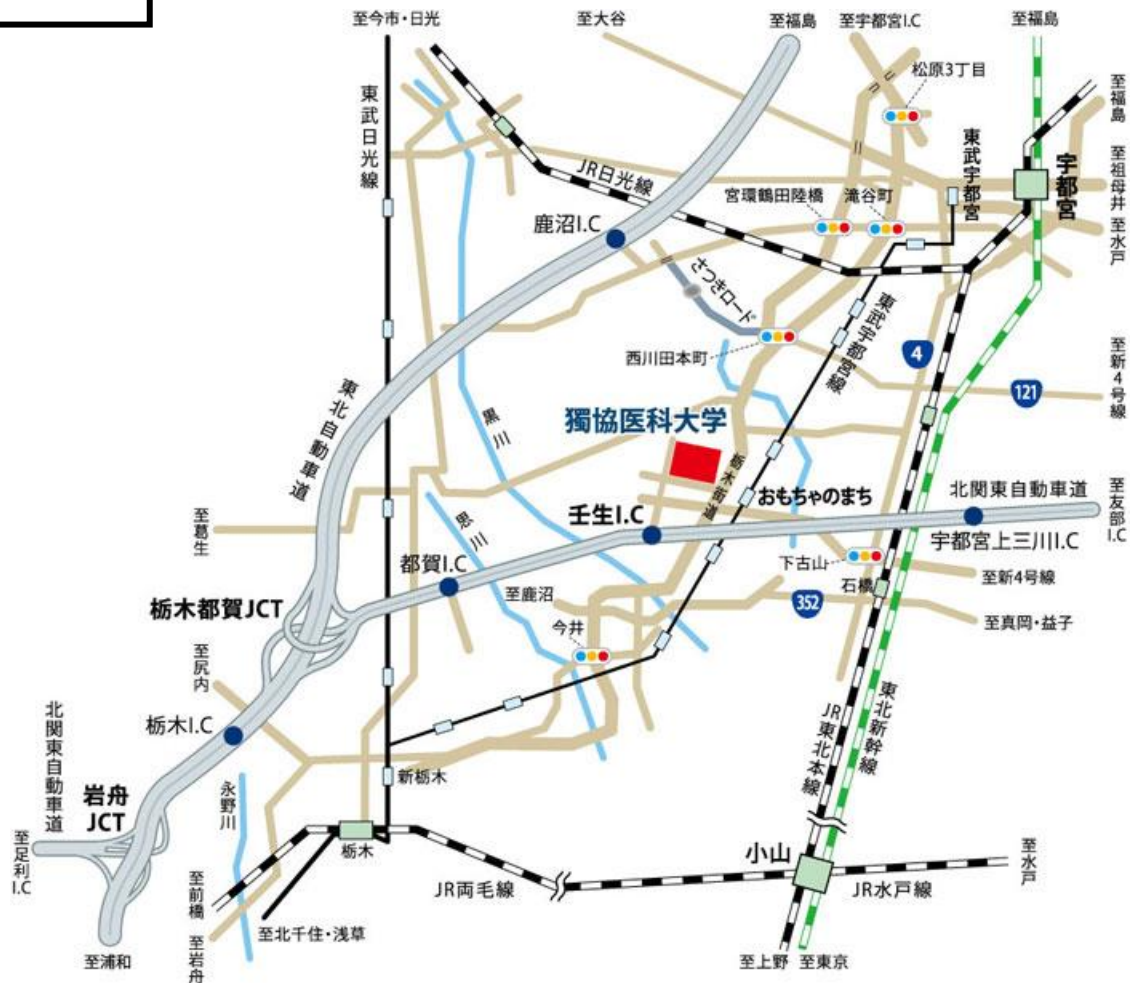 至今市・日光
至大谷
至福島
至宇都宮I.C
至福島
松原3丁目
至福島
東武日光線
東武宇都宮
宇都宮
至祖母井
至水戸
JR日光線
宮環鶴田陸橋
滝谷町
鹿沼I.C
さつきロード
東武宇都宮線
西川田本町
4
121
至新4号線
東北自動車道
黒川
獨協医科大学
栃木街道
おもちゃのまち
北関東自動車道
至友部I.C
至葛生
思川
壬生I.C
宇都宮上三川I.C
都賀I.C
下古山
至新4号線
石橋
至鹿沼
352
栃木都賀JCT
今井
至真岡・益子
至尻内
北関東自動車道
栃木I.C
東北新幹線
JR東北本線
新栃木
岩舟
JCT
永野川
至足利I.C
栃木
小山
至水戸
至前橋
JR両毛線
JR水戸線
至北千住・浅草
至岩舟
至浦和
至上野
至東京